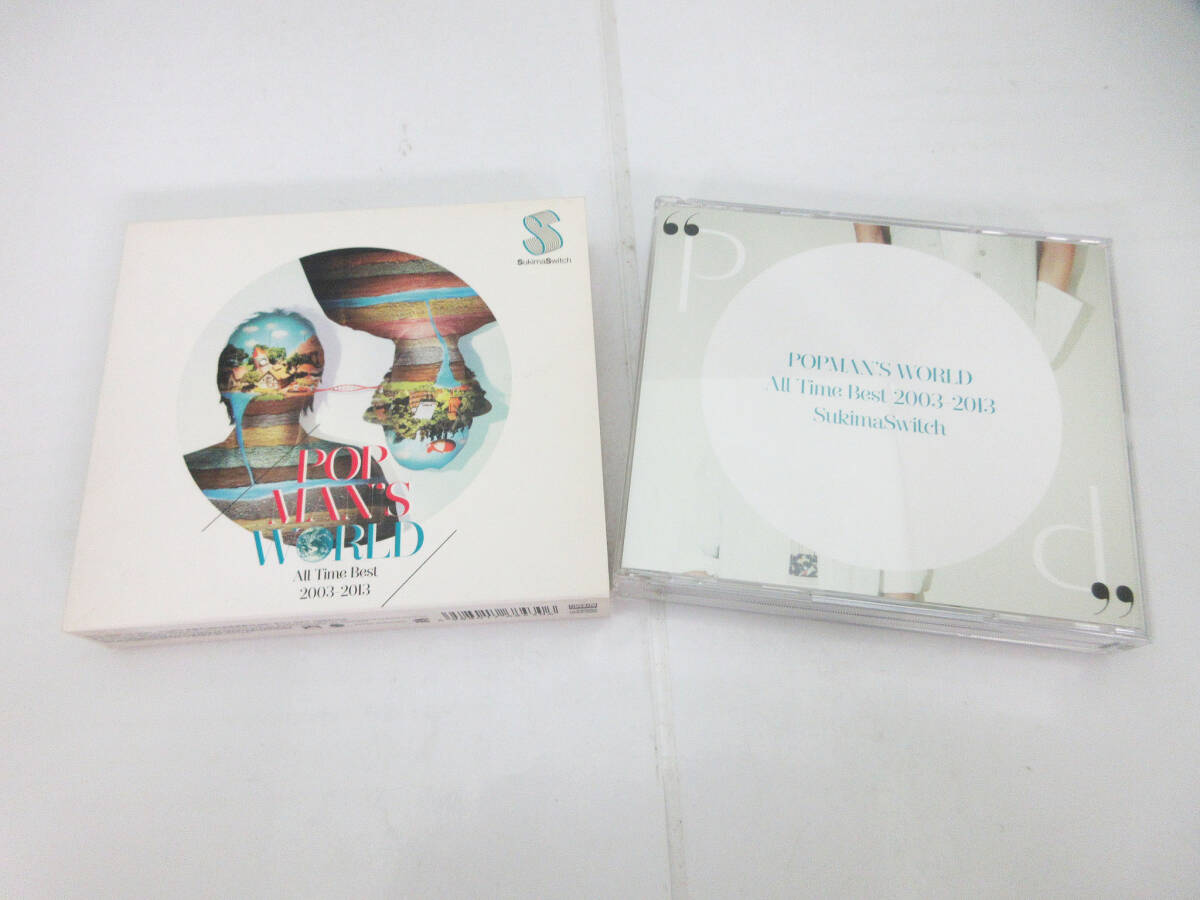 SukimaSwitch
POP
MAN'S
WORLD
All Time Best
2003-2013
“P
POPMAN'S WORLD
All Time Best 2003-2013
SukimaSwitch
d”